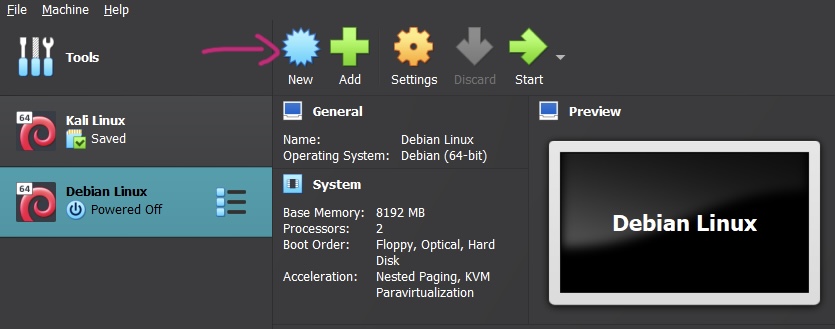 File Machine Help
Tools
New Add Settings Discard Start
64
Kali Linux
Saved
64
Debian Linux
Powered Off
General
Name: Debian Linux
Operating System: Debian (64-bit)
System
Base Memory: 8192 MB
Processors: 2
Boot Order: Floppy, Optical, Hard
Disk
Acceleration: Nested Paging, KVM
Paravirtualization
Preview
Debian Linux